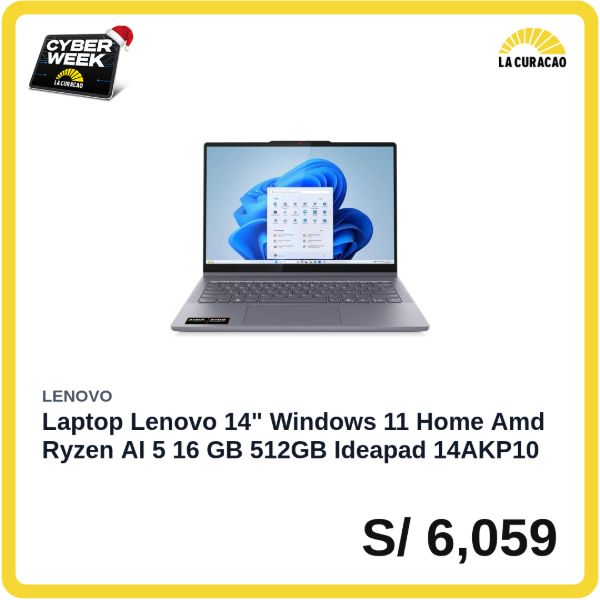 CYBER
WEEK
LA CURACAO
LA CURACAO
LENOVO
Laptop Lenovo 14" Windows 11 Home Amd
Ryzen AI 5 16 GB 512GB Ideapad 14AKP10
S/ 6,059